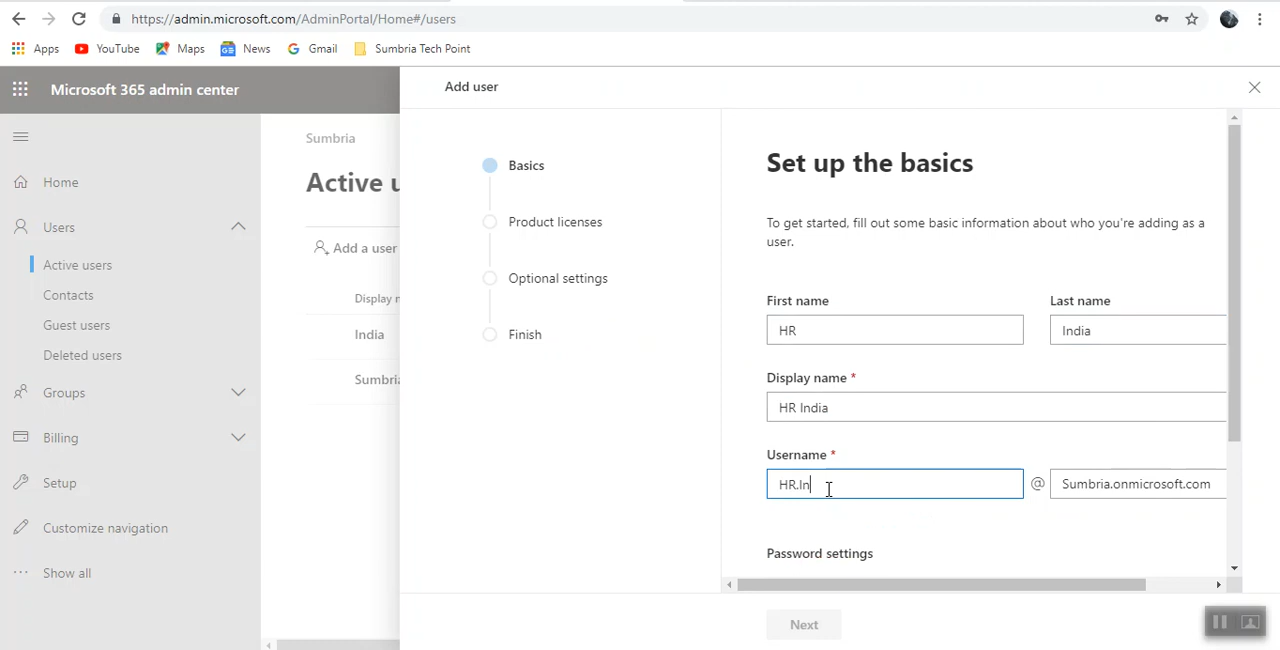 https://admin.microsoft.com/AdminPortal/Home#/users
Apps YouTube Maps GE News Gmail Sumbria Tech Point
Microsoft 365 admin center
Add user
Sumbria
Active u
Add a user
Display n
India
Sumbria
Home
Users
Active users
Contacts
Guest users
Deleted users
Groups
Billing
Setup
Customize navigation
Show all
Basics
Product licenses
Optional settings
Finish
Set up the basics
To get started, fill out some basic information about who you're adding as a
user.
First name Last name
HR India
Display name *
HR India
Username *
HR.In @ Sumbria.onmicrosoft.com
Password settings
Next